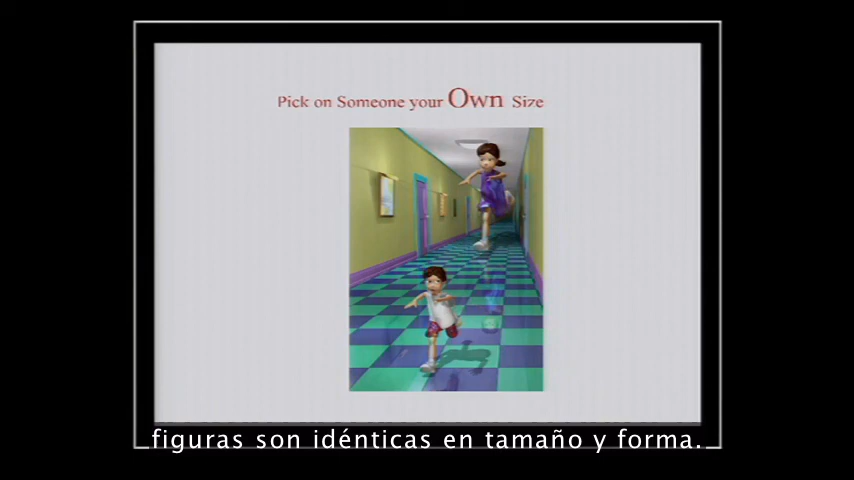 Pick on Someone your Own Size
figuras son idénticas en tamaño y forma.